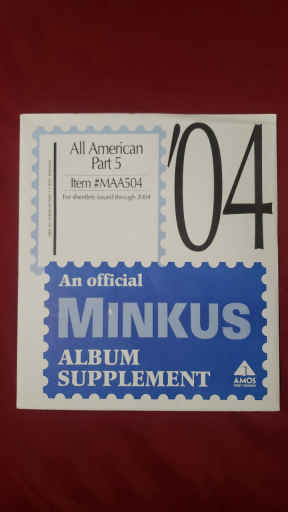 '04
All American
Part 5
Item #MAA504
For sheetlets issued through 2004
An official
MINKUS
ALBUM
SUPPLEMENT
AMOS